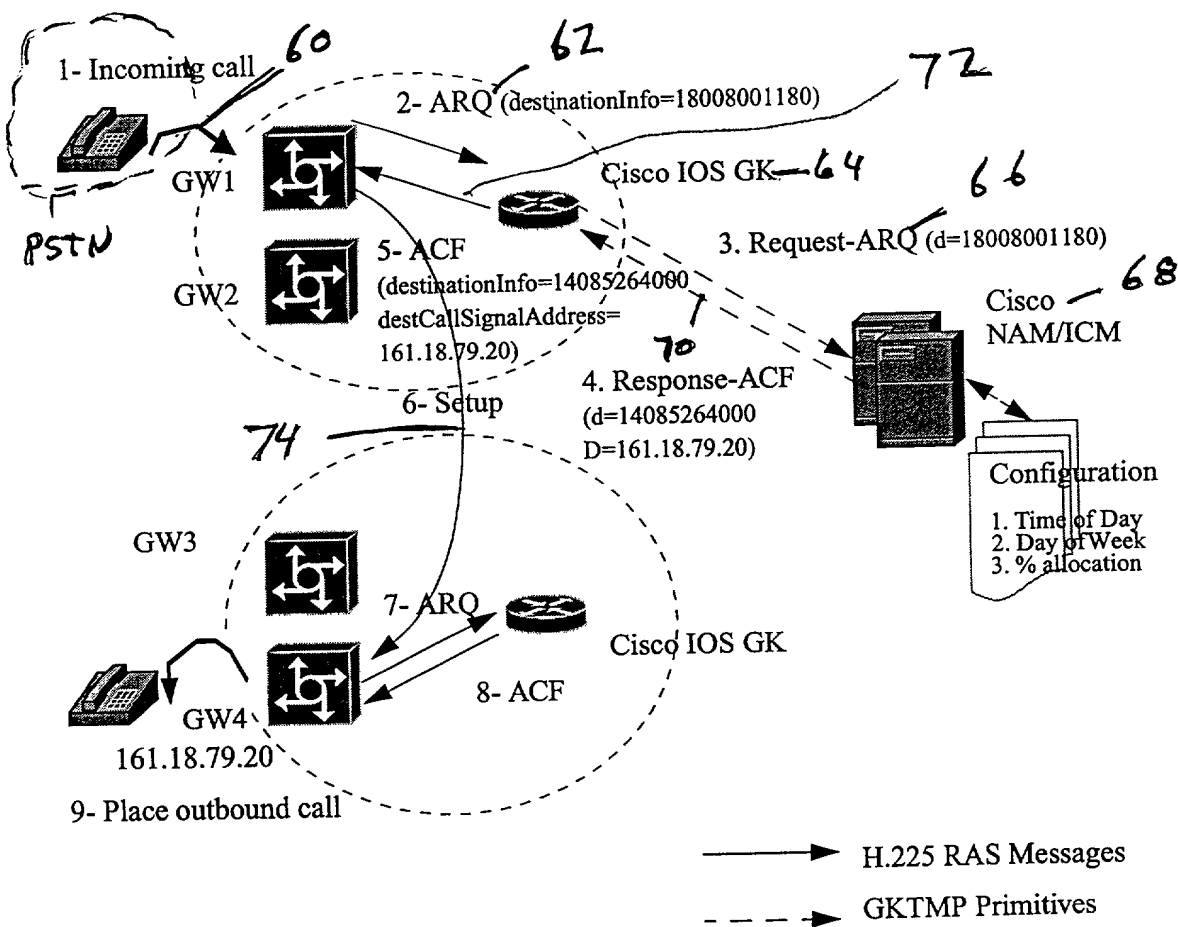 60
62
1- Incoming call
72
2- ARQ (destinationInfo=18008001180)
GW1
Cisco IOS GK
64
66
PSTN
3. Request-ARQ (d=18008001180)
5- ACF
(destinationInfo=14085264000
destCallSignalAddress=
161.18.79.20)
GW2
68
Cisco
NAM/ICM
70
4. Response-ACF
(d=14085264000
D=161.18.79.20)
6- Setup
74
Configuration
1. Time of Day
2. Day of Week
3. % allocation
GW3
7- ARQ
Cisco IOS GK
8- ACF
GW4
161.18.79.20
9- Place outbound call
H.225 RAS Messages
GKTMP Primitives